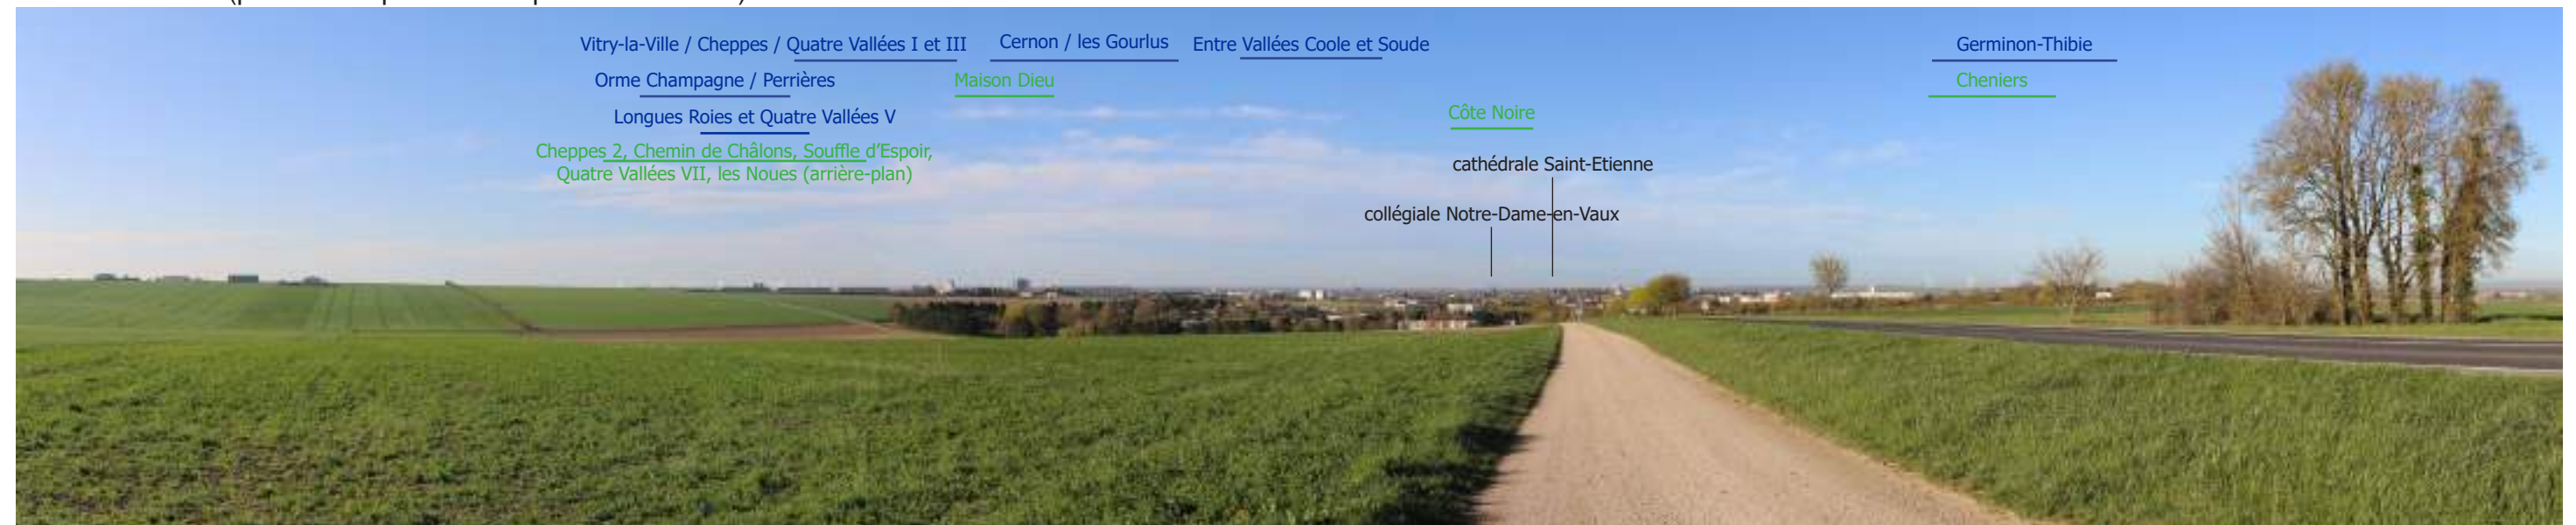 Vitry-la-Ville / Cheppes / Quatre Vallées I et III
Cernon / les Gourlus
Entre Vallées Coole et Soude
Germinon-Thibie
Orme Champagne / Perrières
Maison Dieu
Cheniers
Longues Roies et Quatre Vallées V
Côte Noire
Cheppes 2, Chemin de Châlons, Souffle d'Espoir,
Quatre Vallées VII, les Noues (arrière-plan)
cathédrale Saint-Etienne
collégiale Notre-Dame-en-Vaux